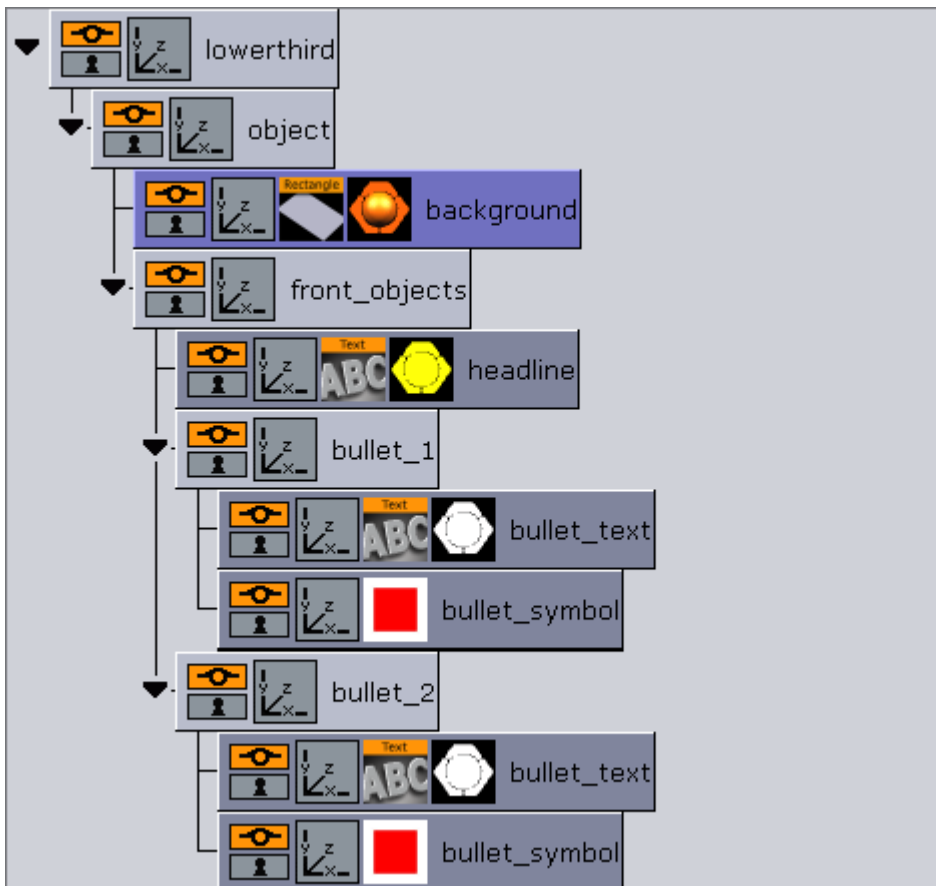 y z x lowerthird
y z x object
Rectangle
y z x background
y z x front_objects
Text
y z x ABC headline
y z x bullet_1
Text
y z x ABC bullet_text
y z x bullet_symbol
y z x bullet_2
Text
y z x ABC bullet_text
y z x bullet_symbol